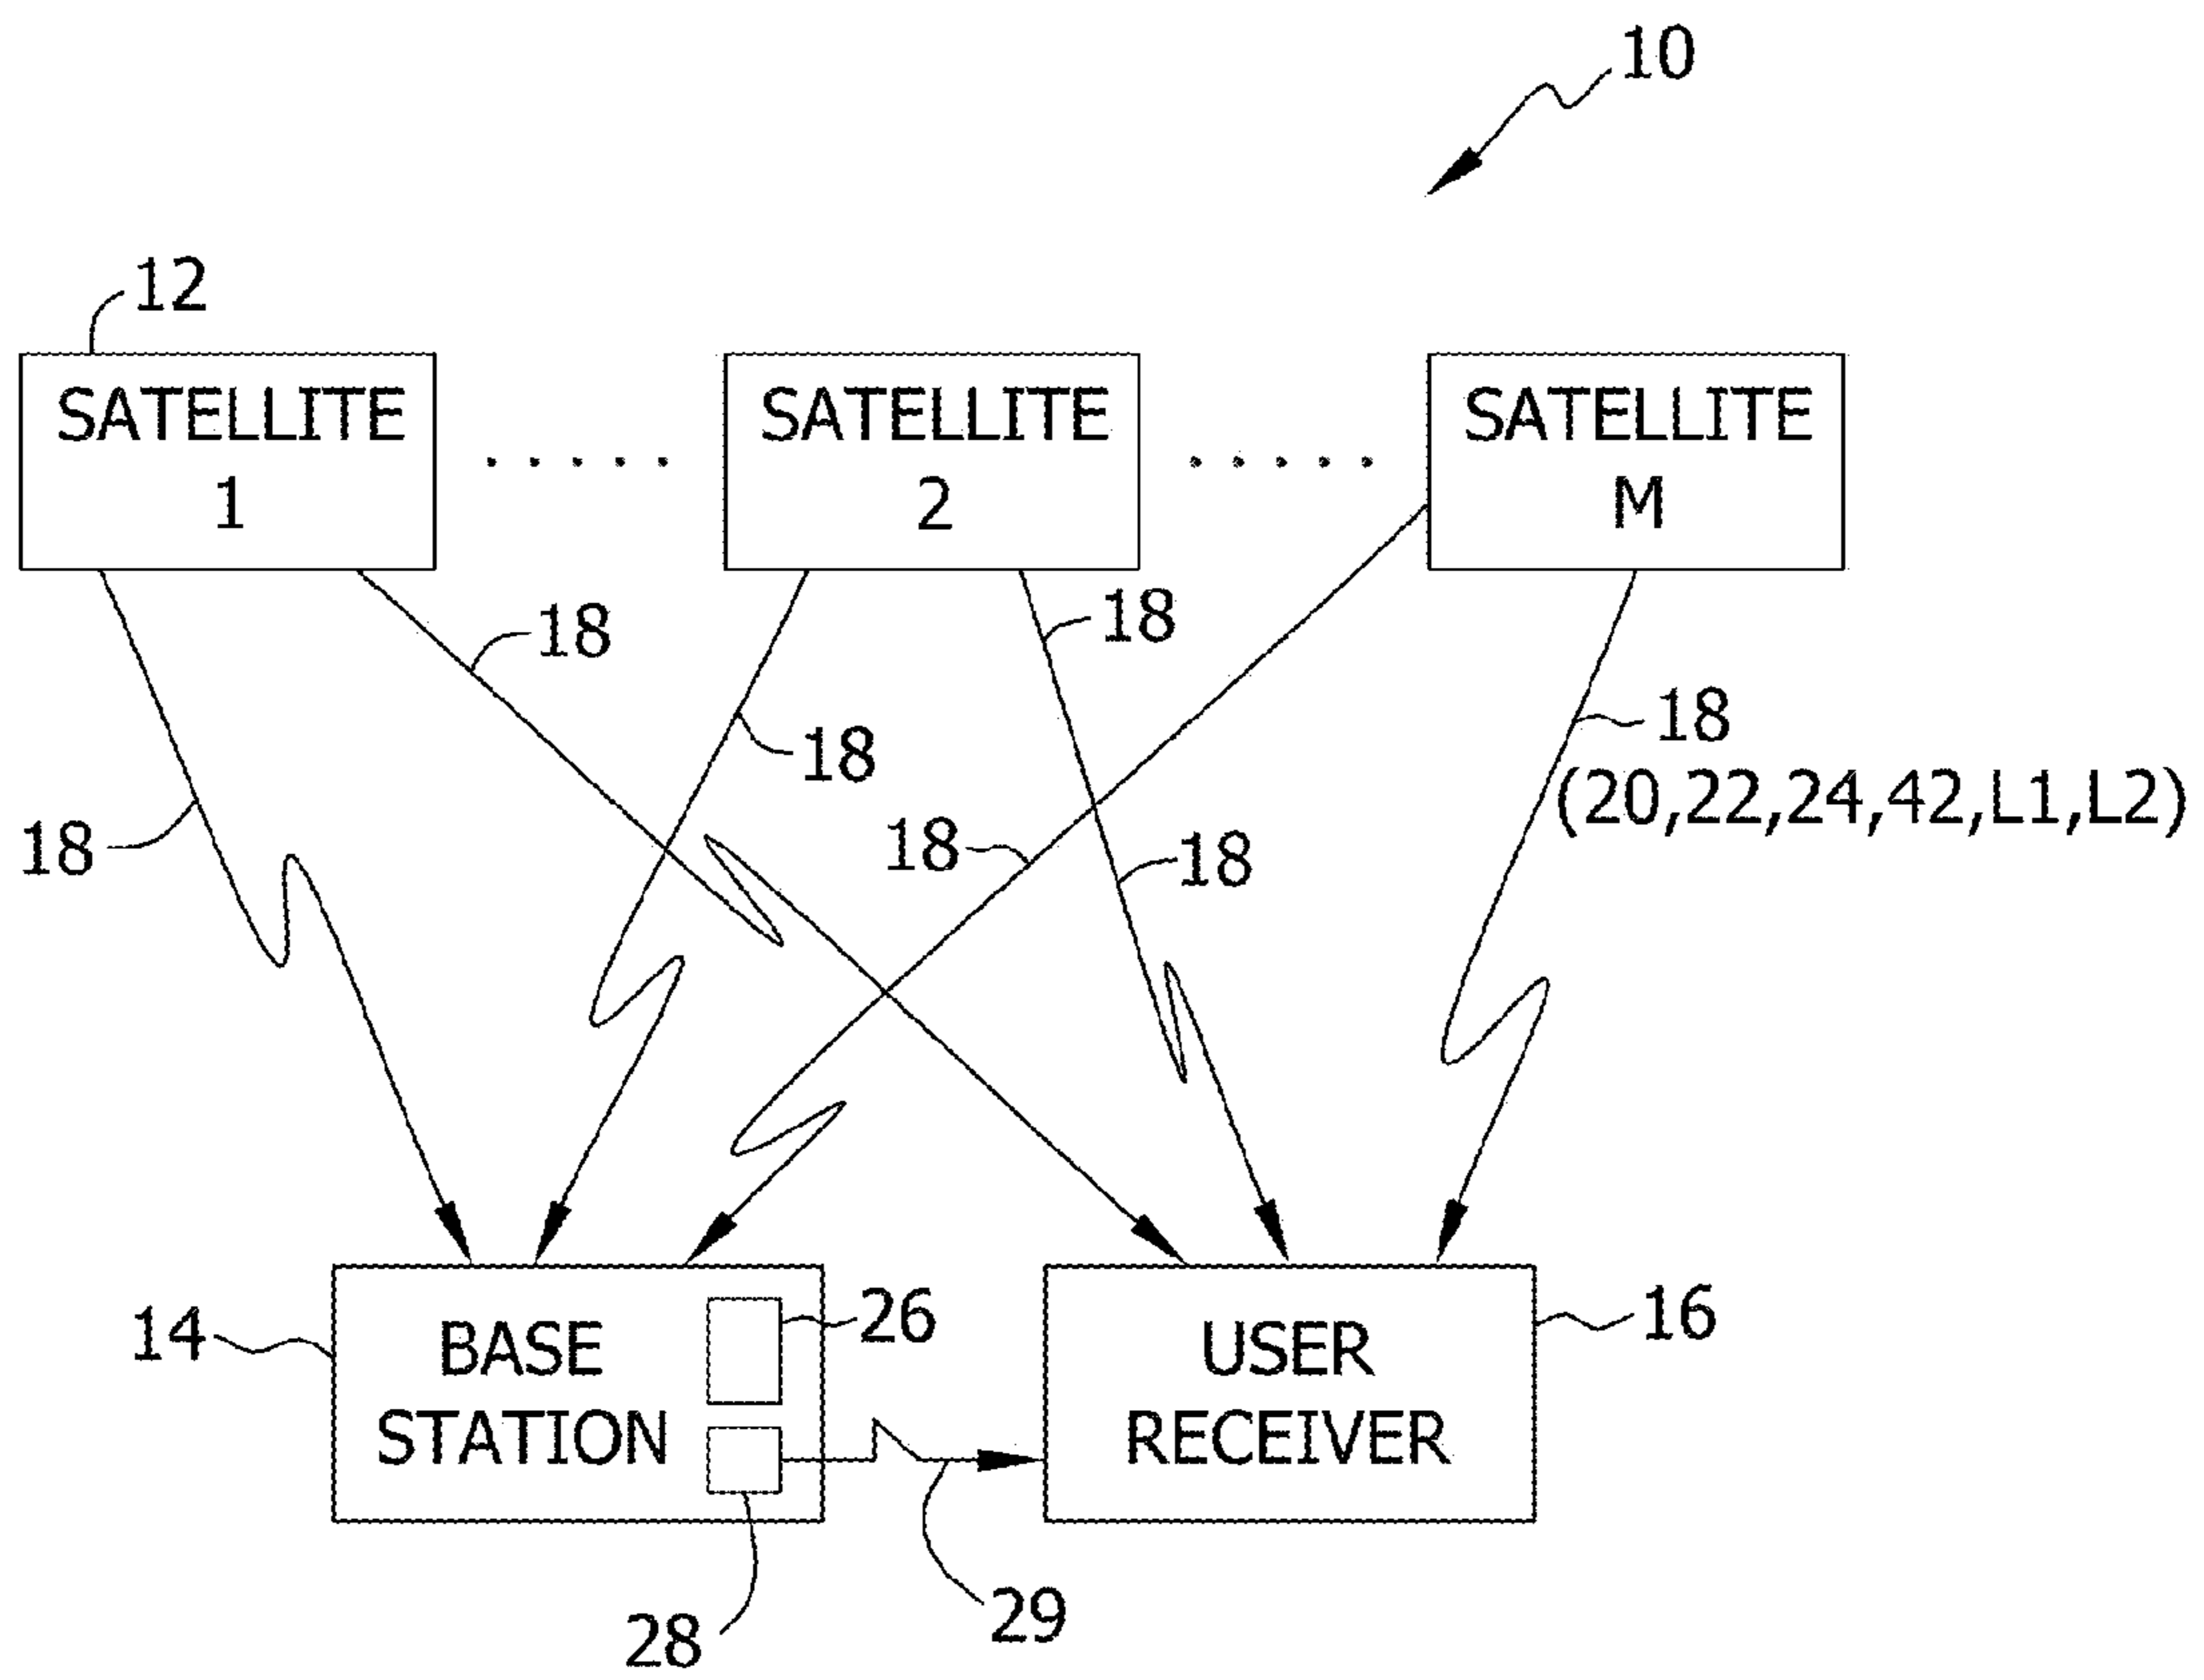 10
12
SATELLITE
1
SATELLITE
2
SATELLITE
M
18
18
18
18
(20,22,24,42,L1,L2)
18
18
18
14
BASE
STATION
26
USER
RECEIVER
16
28
29